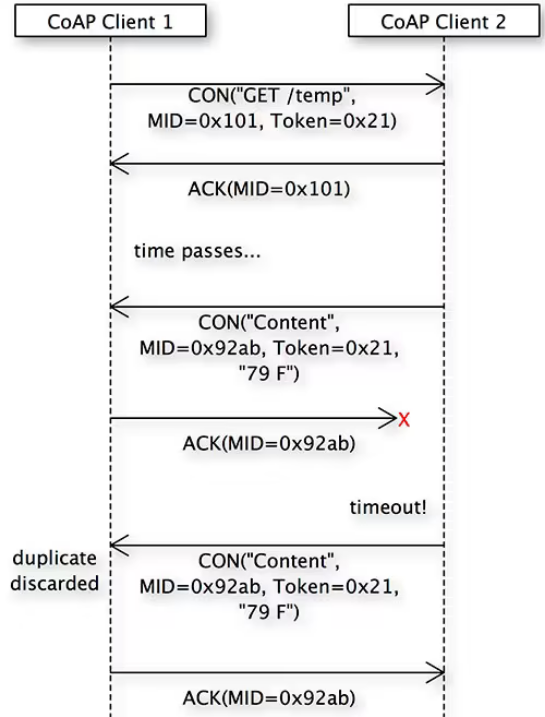 CoAP Client 1
CoAP Client 2
CON("GET /temp",
MID=0x101, Token=0x21)
ACK(MID=0x101)
time passes...
CON("Content",
MID=0x92ab, Token=0x21,
"79 F")
X
ACK(MID=0x92ab)
timeout!
duplicate
discarded
CON("Content",
MID=0x92ab, Token=0x21,
"79 F")
ACK(MID=0x92ab)